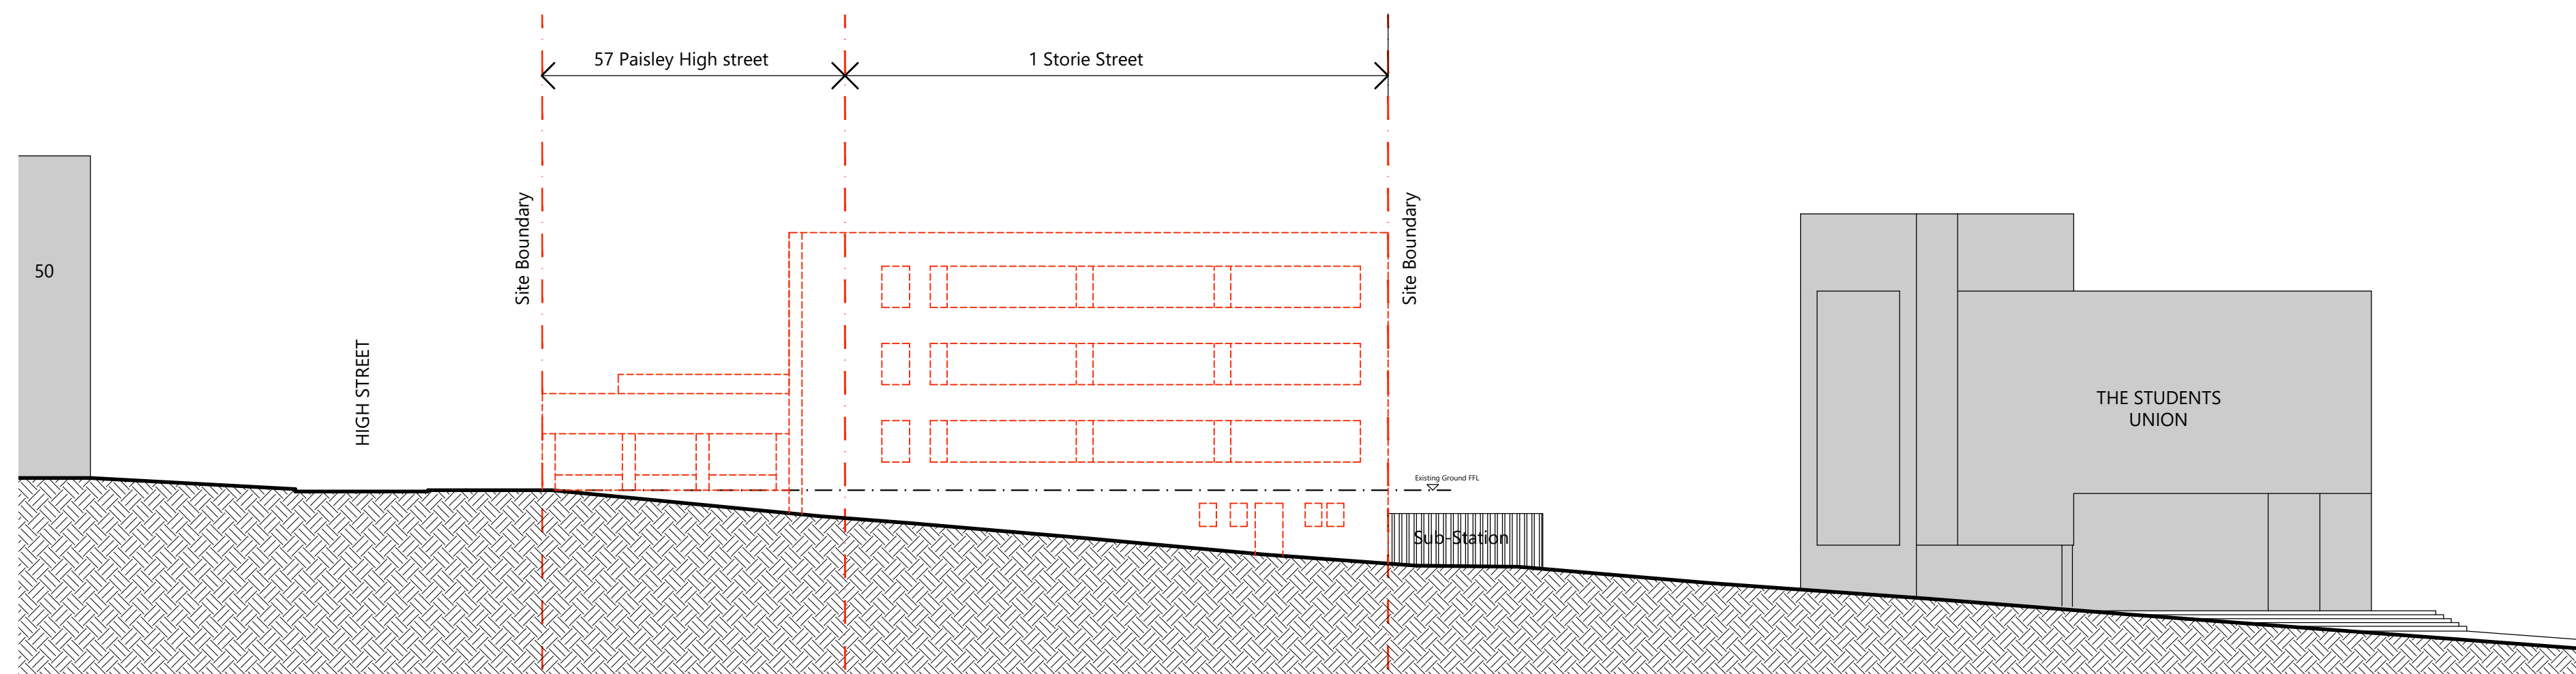 57 Paisley High street
1 Storie Street
Site Boundary
Site Boundary
50
HIGH STREET
THE STUDENTS
UNION
Existing Ground FFL
Sub-Station